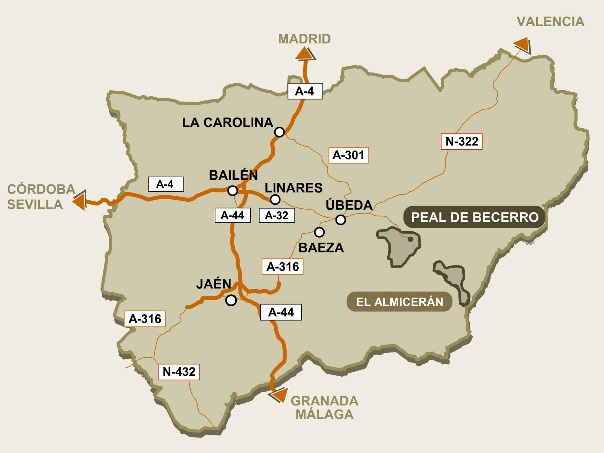 VALENCIA
MADRID
A-4
LA CAROLINA
A-301
N-322
BAILÉN
A-4
CÓRDOBA
SEVILLA
LINARES
A-44
A-32
ÚBEDA
PEAL DE BECERRO
BAEZA
A-316
JAÉN
EL ALMICERÁN
A-316
A-44
N-432
GRANADA
MÁLAGA